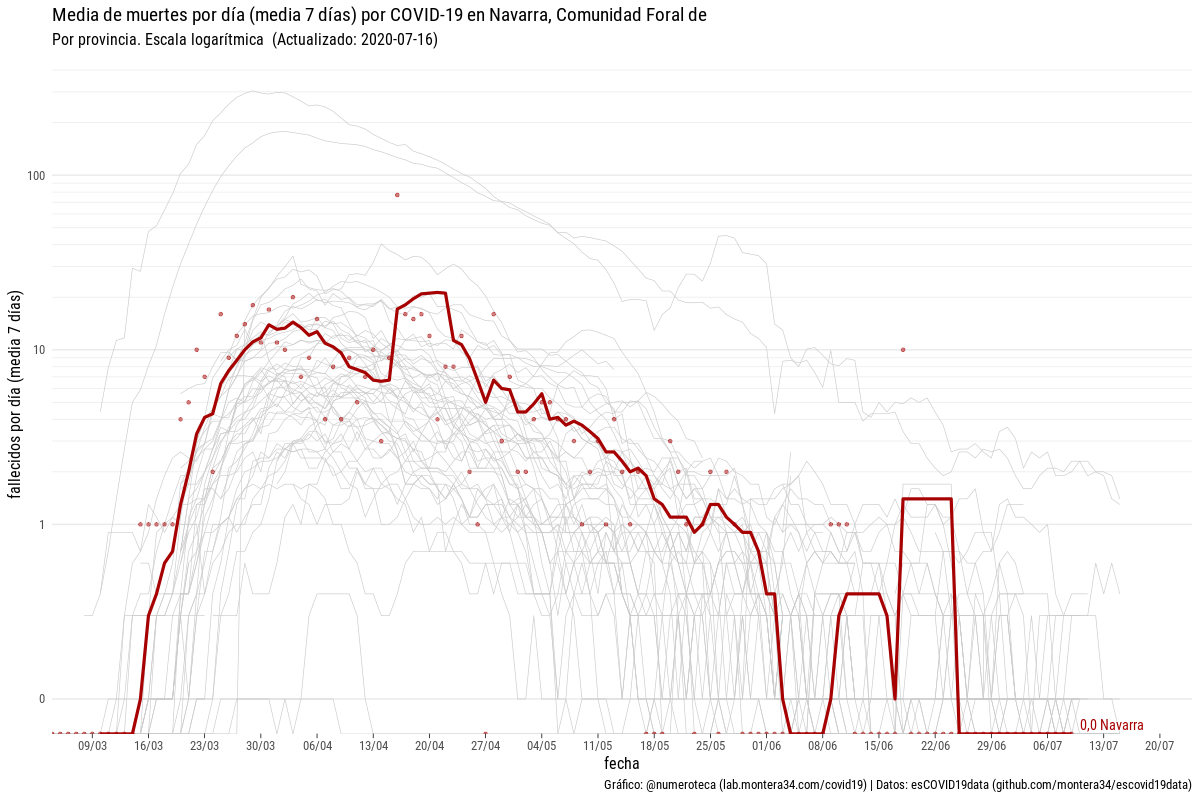 Media de muertes por día (media 7 días) por COVID-19 en Navarra, Comunidad Foral de
Por provincia. Escala logarítmica  (Actualizado: 2020-07-16)
fallecidos por día (media 7 días)
100
10
1
0
0,0 Navarra
09/03 16/03 23/03 30/03 06/04 13/04 20/04 27/04 04/05 11/05 18/05 25/05 01/06 08/06 15/06 22/06 29/06 06/07 13/07 20/07
fecha
Gráfico: @numeroteca (lab.montera34.com/covid19) | Datos: esCOVID19data (github.com/montera34/escovid19data)